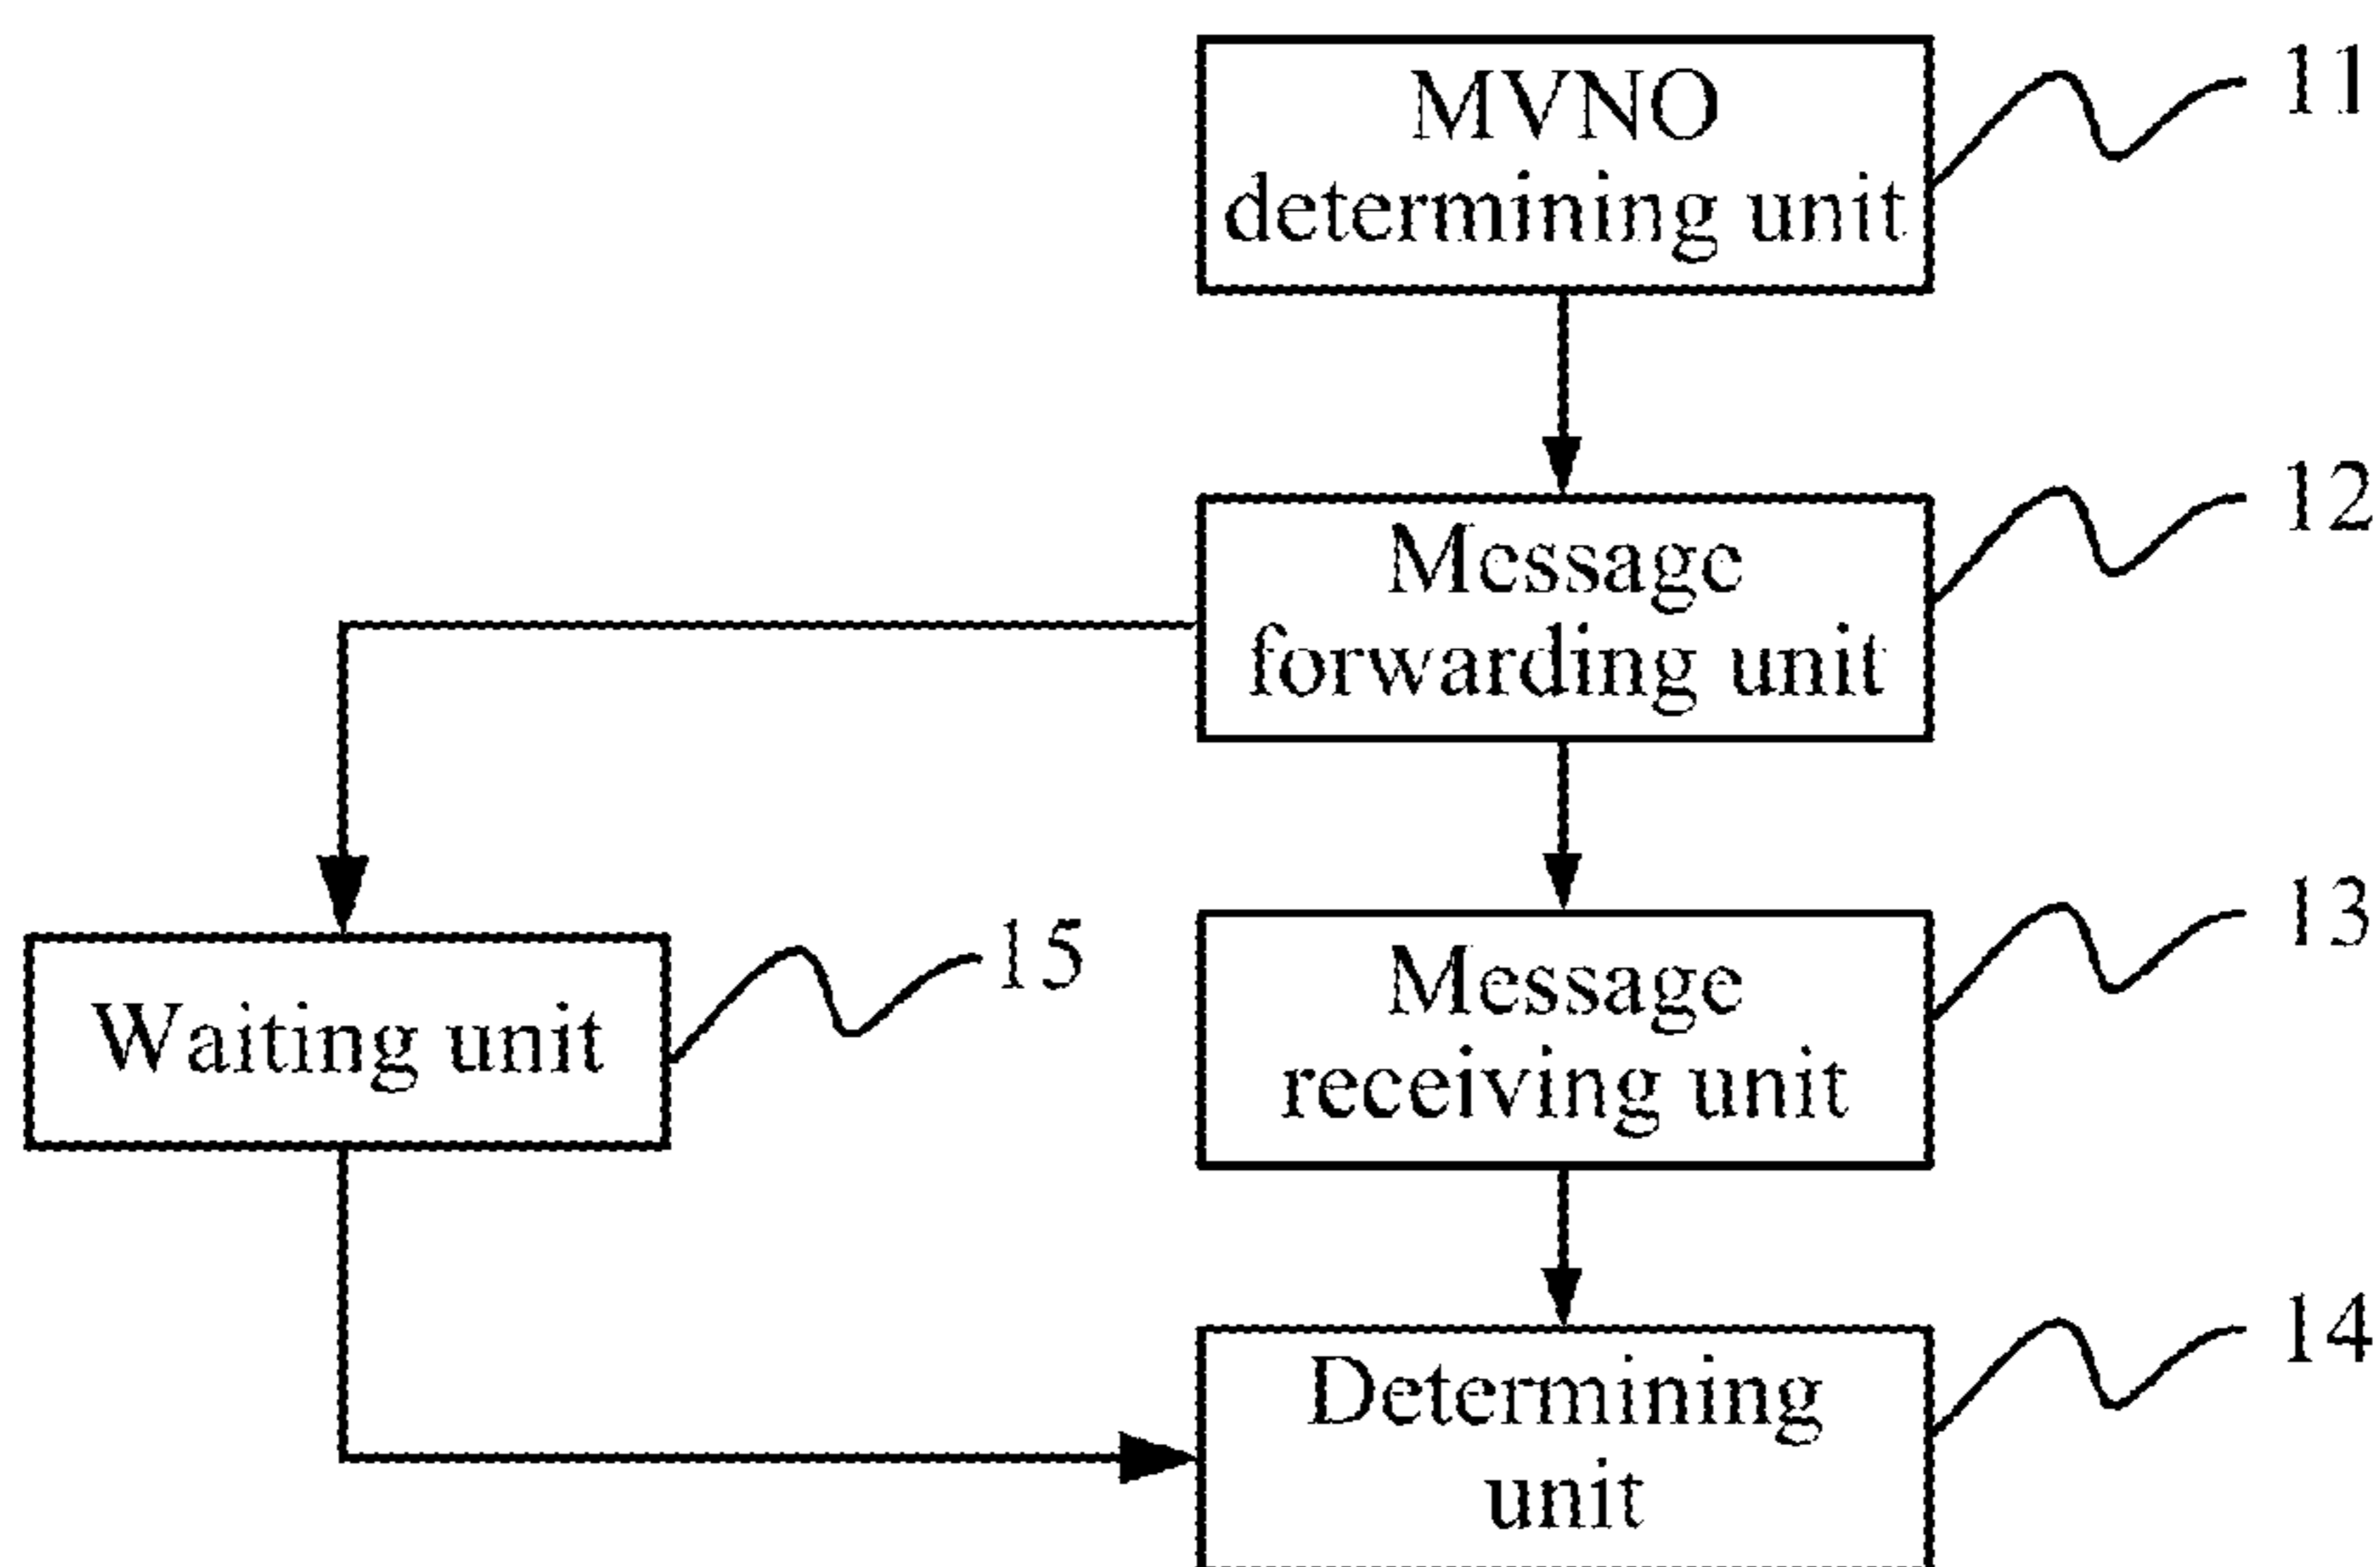 MVNO
determining unit
11
Message
forwarding unit
12
Message
receiving unit
13
Waiting unit
15
Determining
unit
14